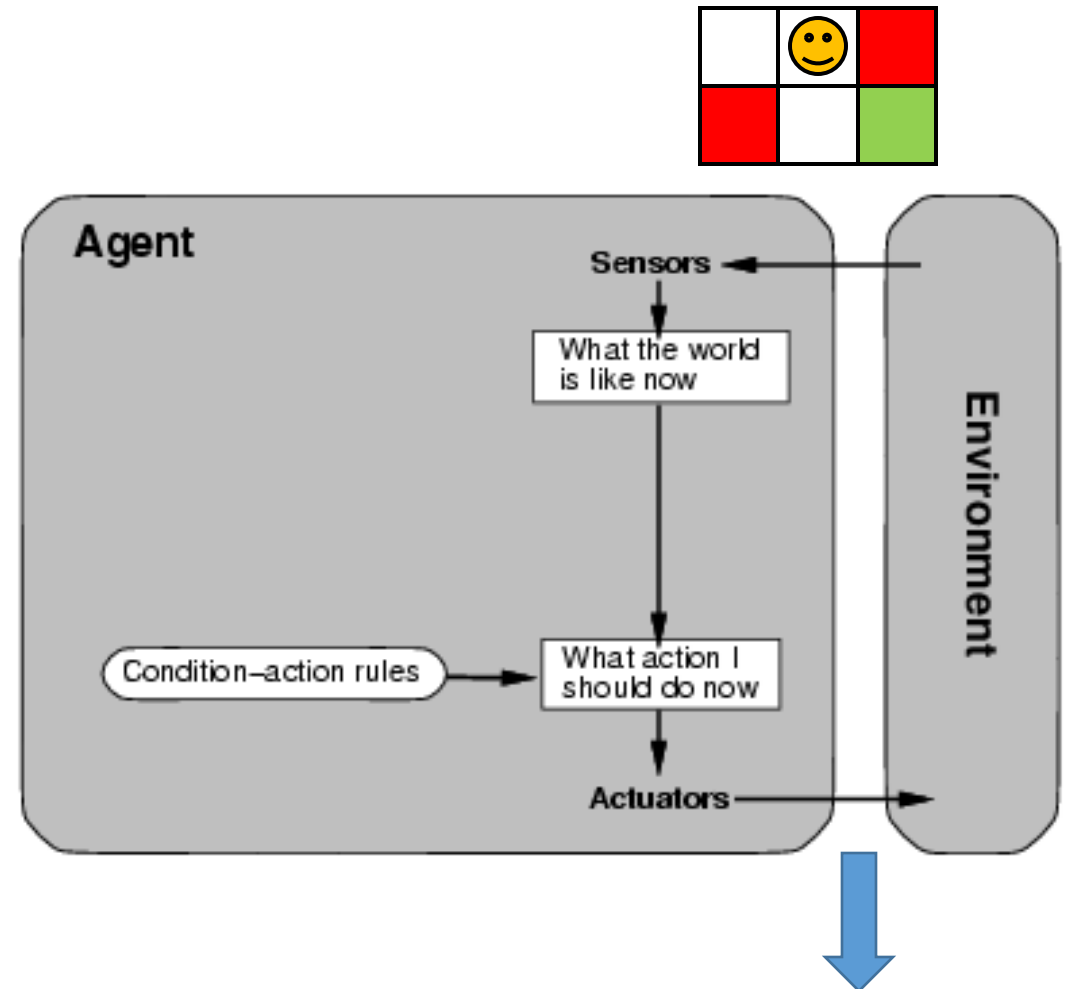 Agent
Sensors
What the world
is like now
Environment
Condition–action rules
What action I
should do now
Actuators